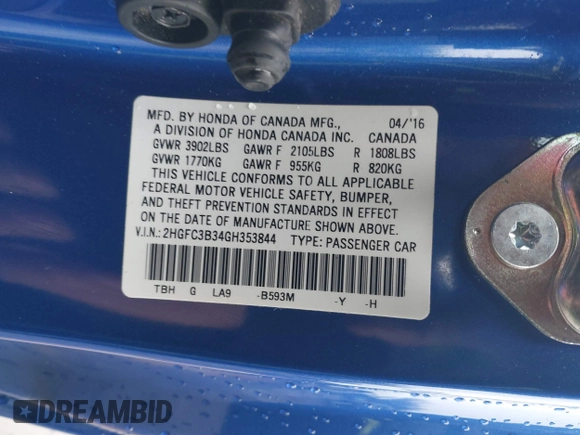 MFD. BY HONDA OF CANADA MFG., 04/'16
A DIVISION OF HONDA CANADA INC. CANADA
GVWR 3902LBS GAWR F 2105LBS R 1808LBS
GVWR 1770KG GAWR F 955KG R 820KG
THIS VEHICLE CONFORMS TO ALL APPLICABLE
FEDERAL MOTOR VEHICLE SAFETY, BUMPER,
AND THEFT PREVENTION STANDARDS IN EFFECT
ON THE DATE OF MANUFACTURE SHOWN ABOVE.
V.I.N.: 2HGFC3B34GH353844 TYPE: PASSENGER CAR
TBH G LA9 -B593M -Y -H
DREAMBID